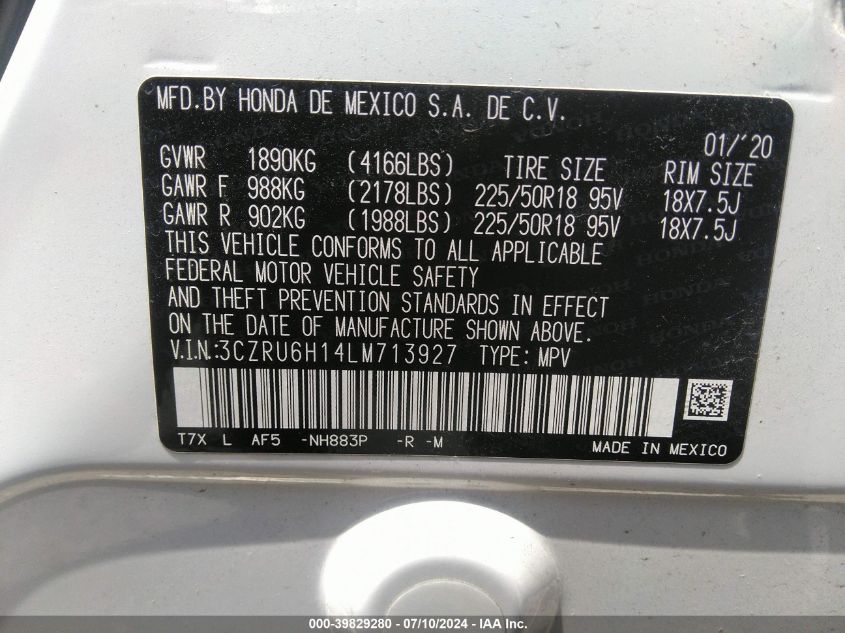 MFD.BY HONDA DE MEXICO S.A. DE C.V.
01/'20
GVWR 1890KG (4166LBS) TIRE SIZE RIM SIZE
GAWR F 988KG (2178LBS) 225/50R18 95V 18X7.5J
GAWR R 902KG (1988LBS) 225/50R18 95V 18X7.5J
THIS VEHICLE CONFORMS TO ALL APPLICABLE
FEDERAL MOTOR VEHICLE SAFETY
AND THEFT PREVENTION STANDARDS IN EFFECT
ON THE DATE OF MANUFACTURE SHOWN ABOVE.
V.I.N:3CZRU6H14LM713927 TYPE: MPV
T7X L AF5 -NH883P -R -M MADE IN MEXICO
000-39829280 - 07/10/2024 - IAA Inc.